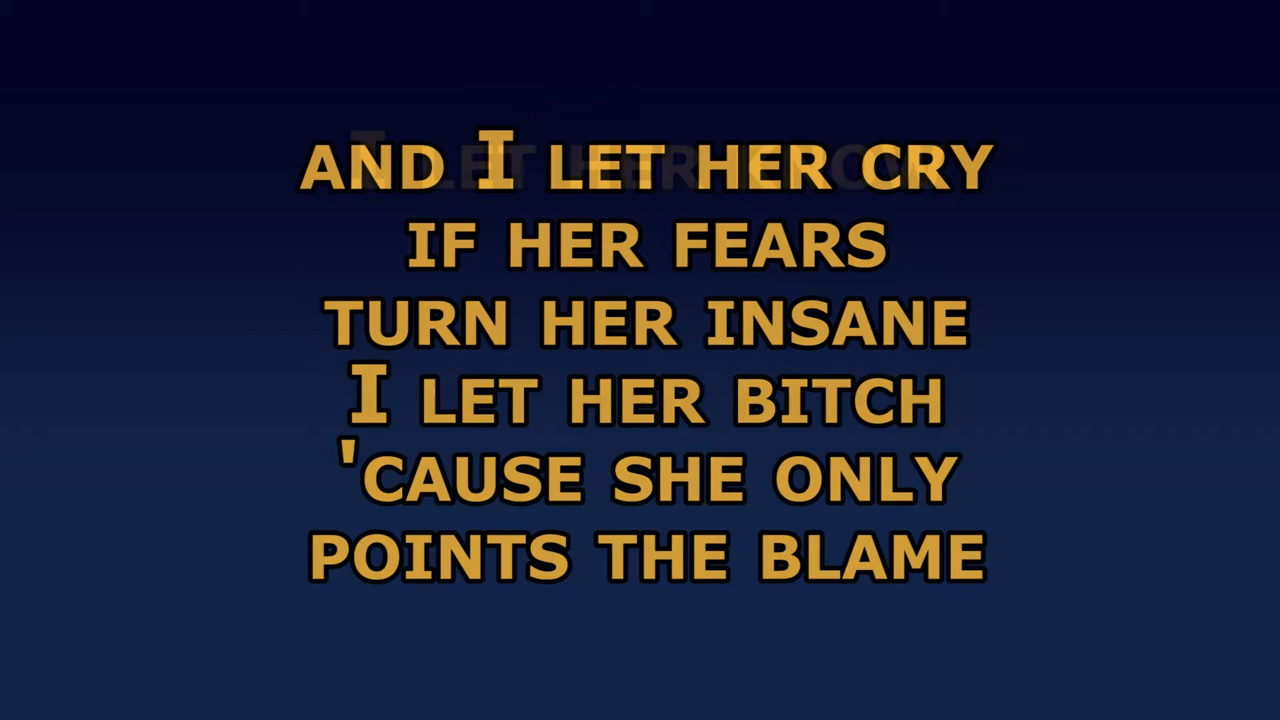 AND I LET HER CRY
IF HER FEARS
TURN HER INSANE
I LET HER BITCH
'CAUSE SHE ONLY
POINTS THE BLAME